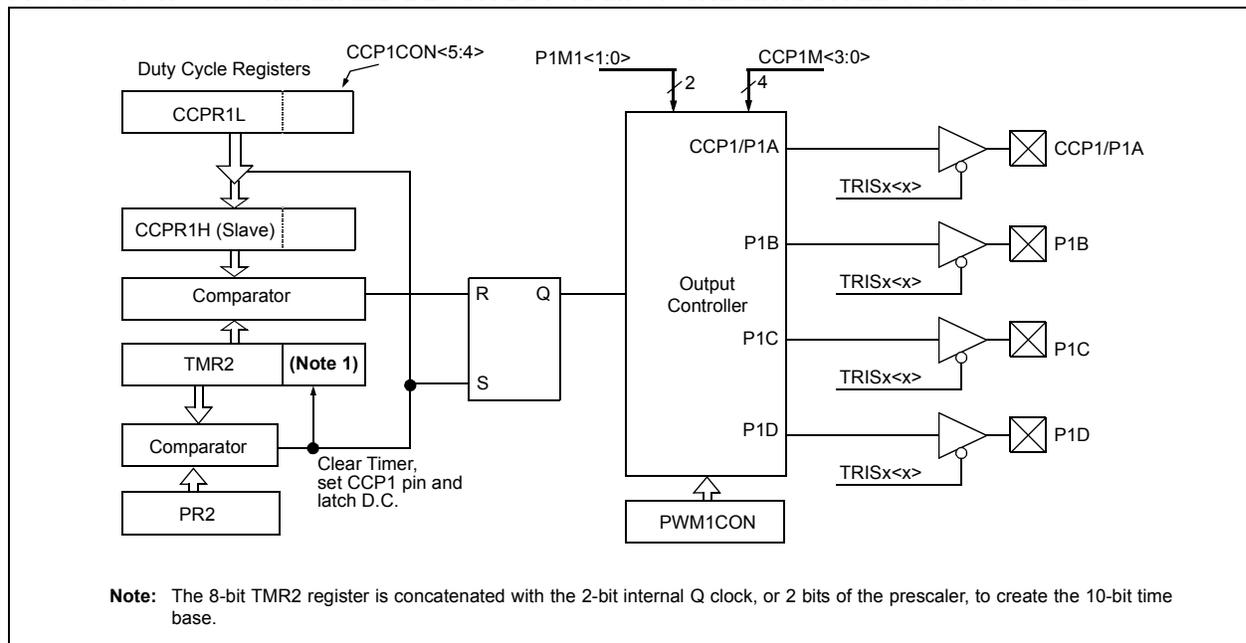 CCP1CON<5:4>
Duty Cycle Registers
CCPR1L
CCPR1H (Slave)
Comparator
TMR2
(Note 1)
Comparator
PR2
Clear Timer,
set CCP1 pin and
latch D.C.
R
Q
S
P1M1<1:0>
2
CCP1M<3:0>
4
Output
Controller
CCP1/P1A
P1B
P1C
P1D
PWM1CON
TRISx<x>
CCP1/P1A
TRISx<x>
P1B
TRISx<x>
P1C
TRISx<x>
P1D
Note: The 8-bit TMR2 register is concatenated with the 2-bit internal Q clock, or 2 bits of the prescaler, to create the 10-bit time
base.